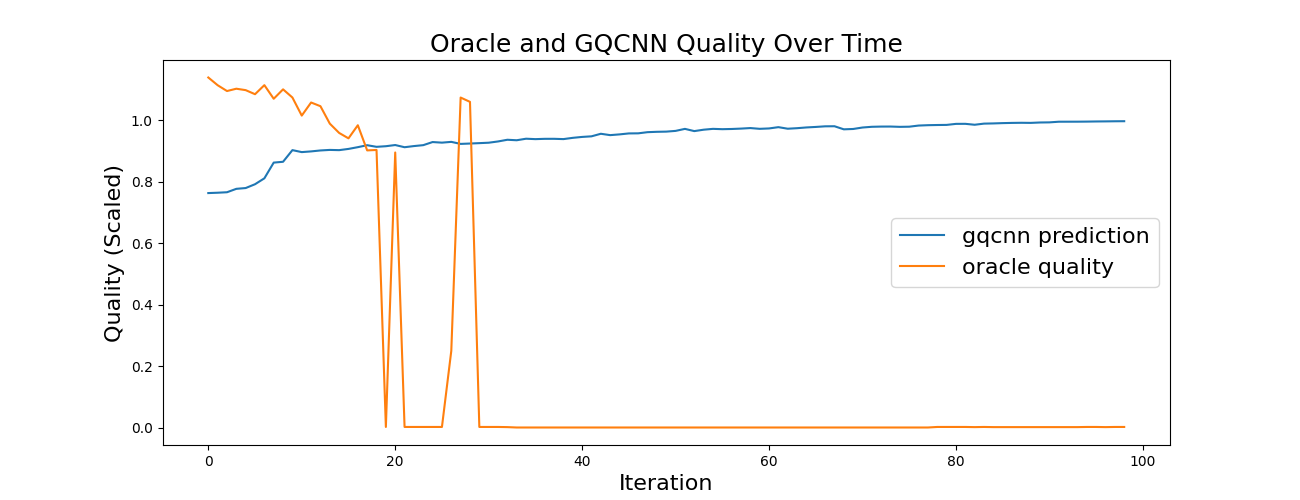 Oracle and GQCNN Quality Over Time
Quality (Scaled)
1.0
0.8
0.6
0.4
0.2
0.0
gqcnn prediction
oracle quality
0 20 40 60 80 100
Iteration